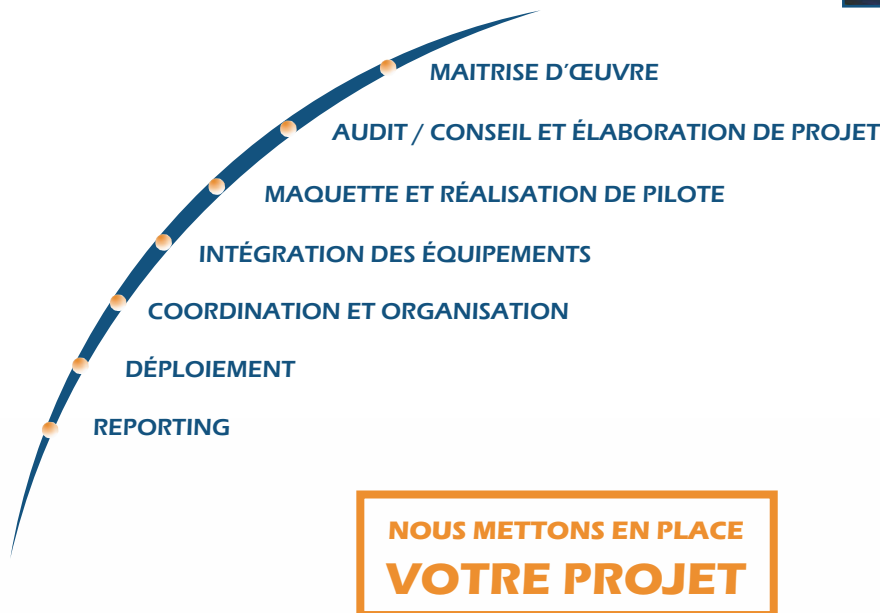 MAITRISE D'ŒUVRE
AUDIT / CONSEIL ET ÉLABORATION DE PROJET
MAQUETTE ET RÉALISATION DE PILOTE
INTÉGRATION DES ÉQUIPEMENTS
COORDINATION ET ORGANISATION
DÉPLOIEMENT
REPORTING
NOUS METTONS EN PLACE
VOTRE PROJET